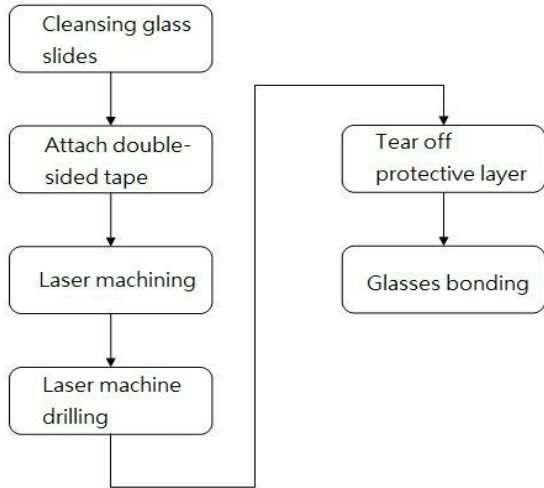 Cleansing glass
slides
Attach double-
sided tape
Laser machining
Laser machine
drilling
Tear off
protective layer
Glasses bonding